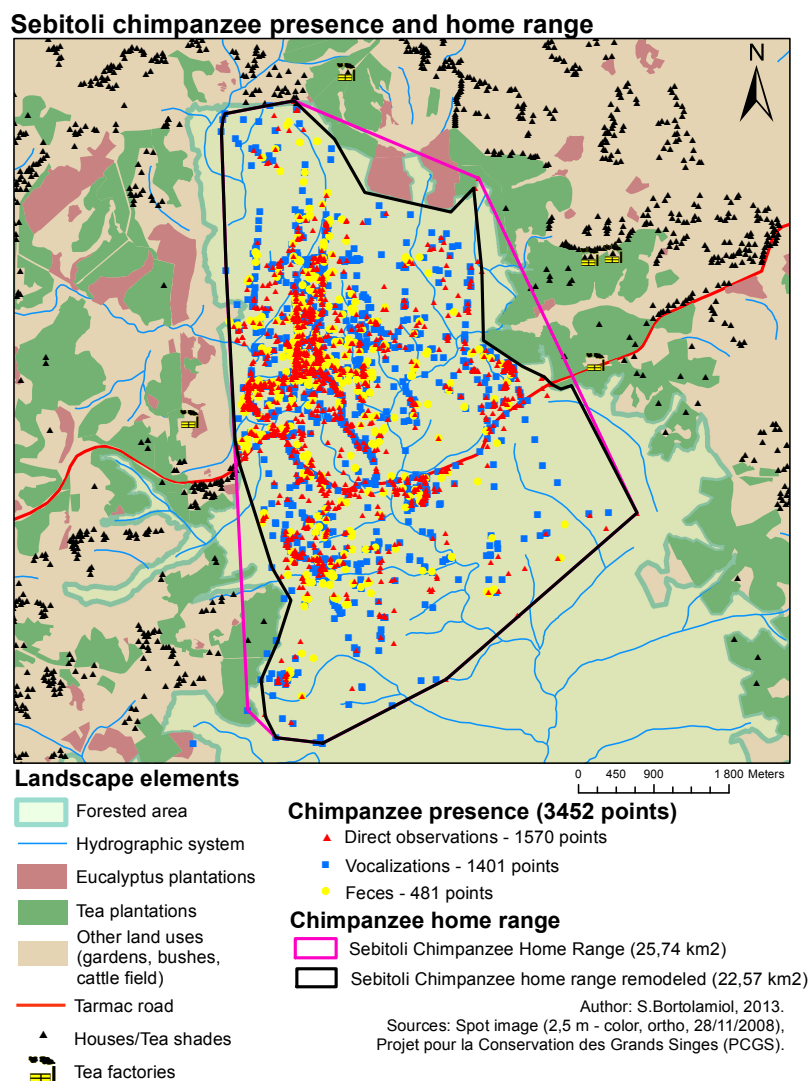 Sebitoli chimpanzee presence and home range
N
0 450 900 1 800 Meters
Landscape elements
Forested area
Hydrographic system
Eucalyptus plantations
Tea plantations
Other land uses
(gardens, bushes,
cattle field)
Tarmac road
Houses/Tea shades
Tea factories
Chimpanzee presence (3452 points)
Direct observations - 1570 points
Vocalizations - 1401 points
Feces - 481 points
Chimpanzee home range
Sebitoli Chimpanzee Home Range (25,74 km2)
Sebitoli Chimpanzee home range remodeled (22,57 km2)
Author: S.Bortolamiol, 2013.
Sources: Spot image (2,5 m - color, ortho, 28/11/2008),
Projet pour la Conservation des Grands Singes (PCGS).